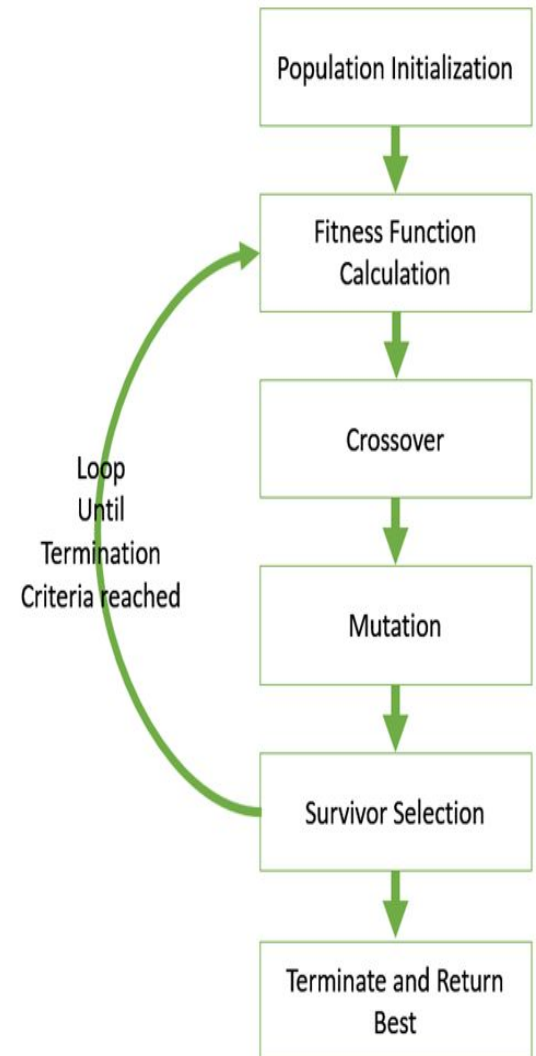 Population Initialization
Fitness Function
Calculation
Crossover
Loop
Until
Termination
Criteria reached
Mutation
Survivor Selection
Terminate and Return
Best